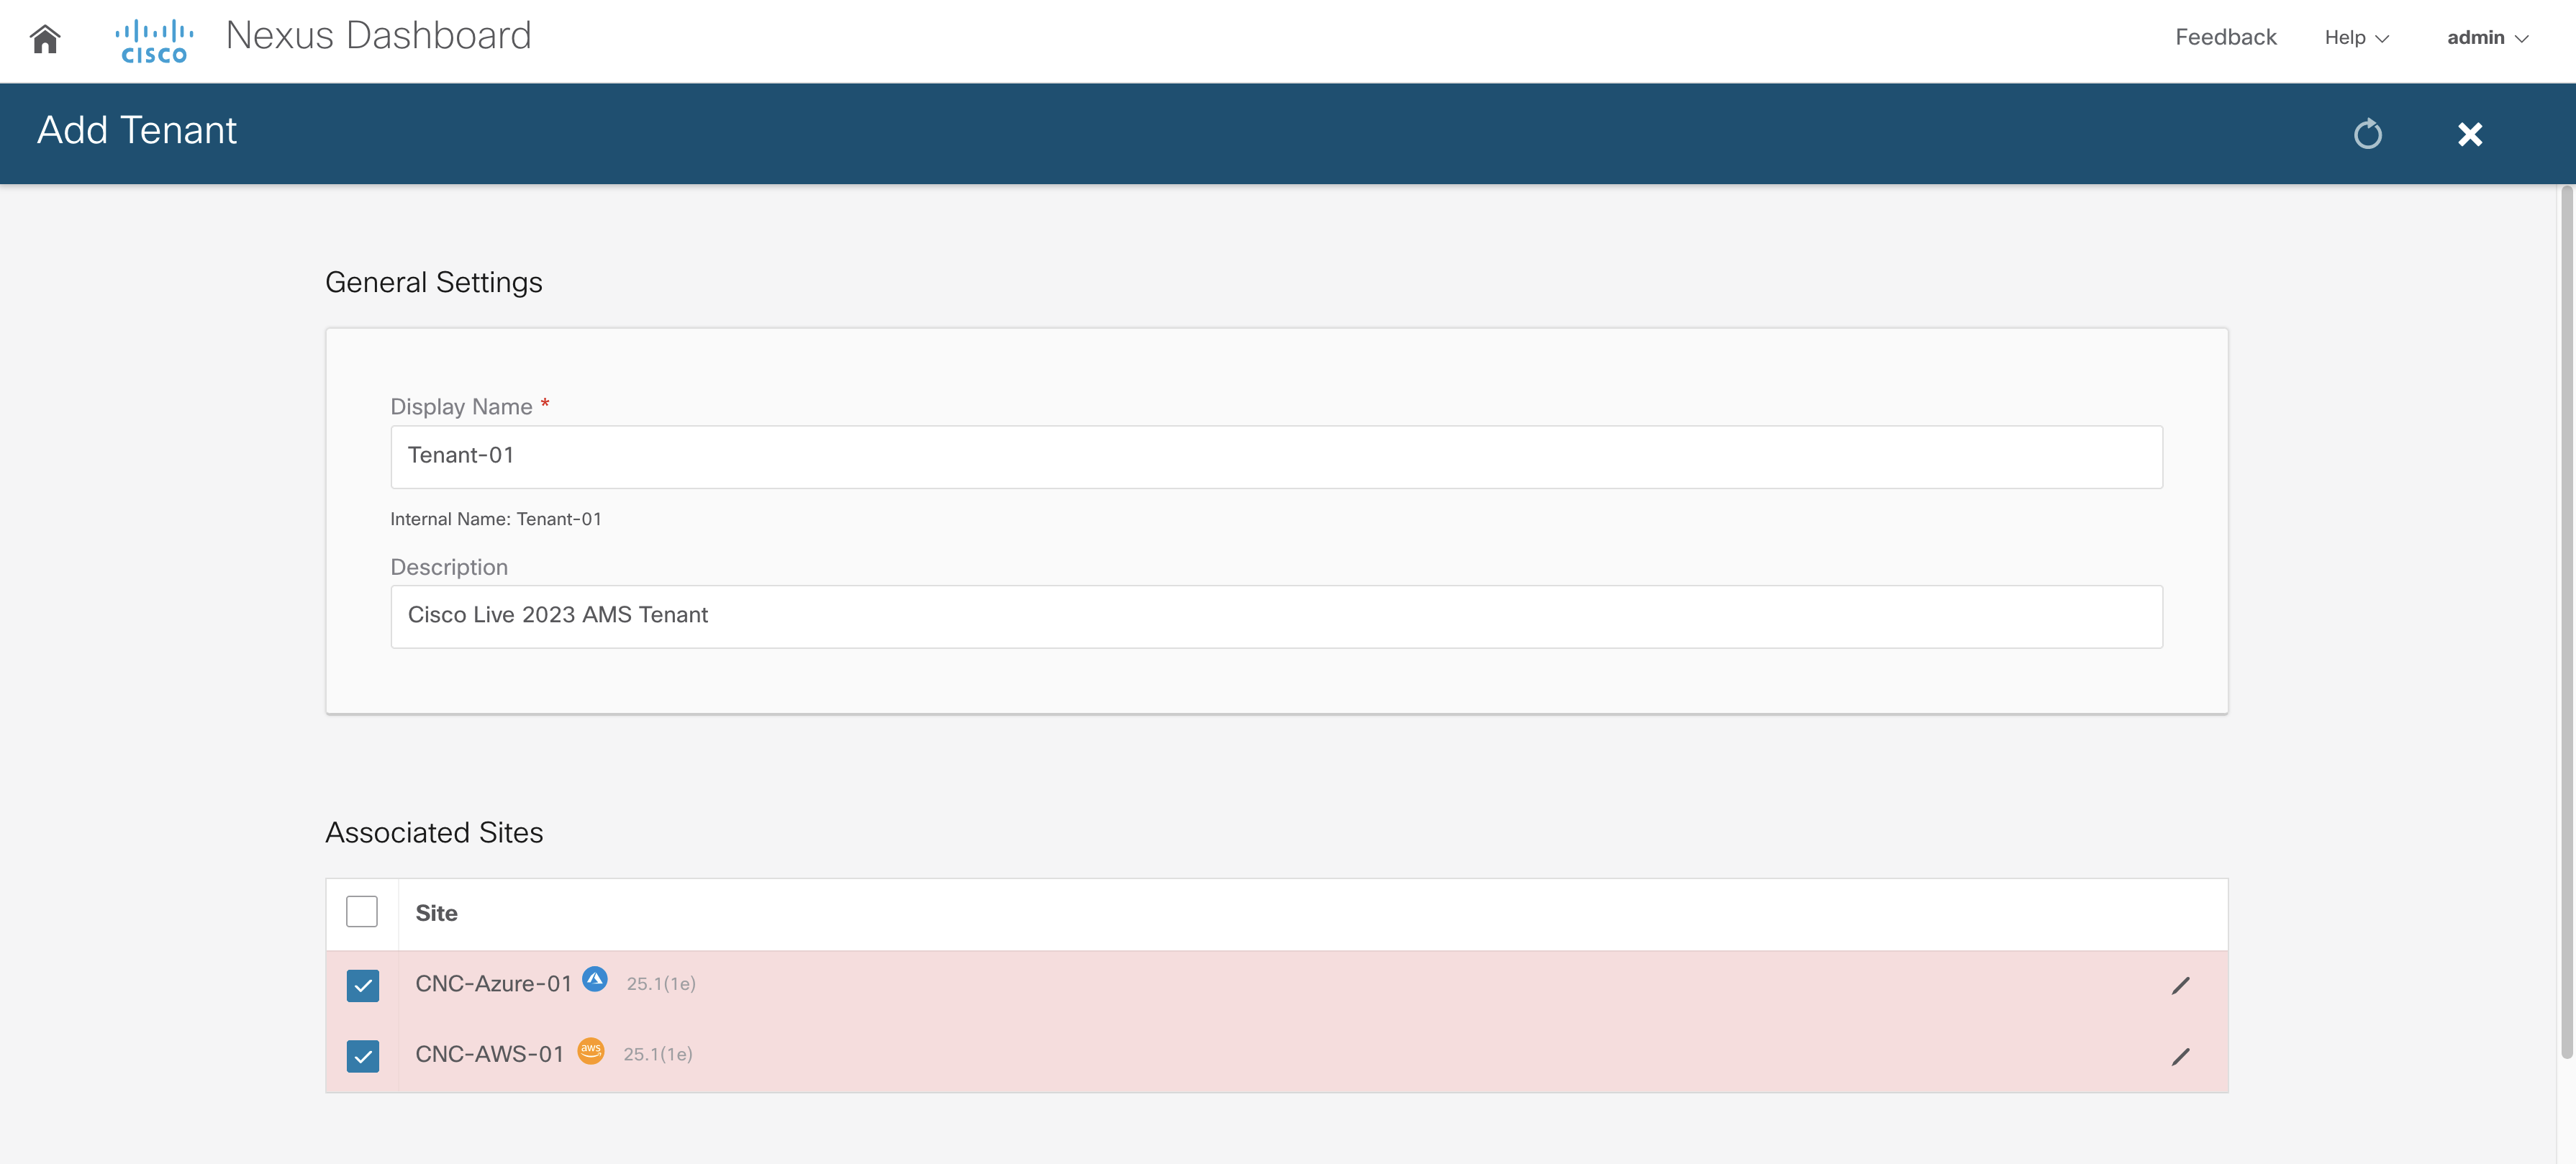 CISCO
Nexus Dashboard
Feedback
Help
admin
Add Tenant
General Settings
Display Name *
Tenant-01
Internal Name: Tenant-01
Description
Cisco Live 2023 AMS Tenant
Associated Sites
Site
CNC-Azure-01 25.1(1e)
CNC-AWS-01 aws 25.1(1e)